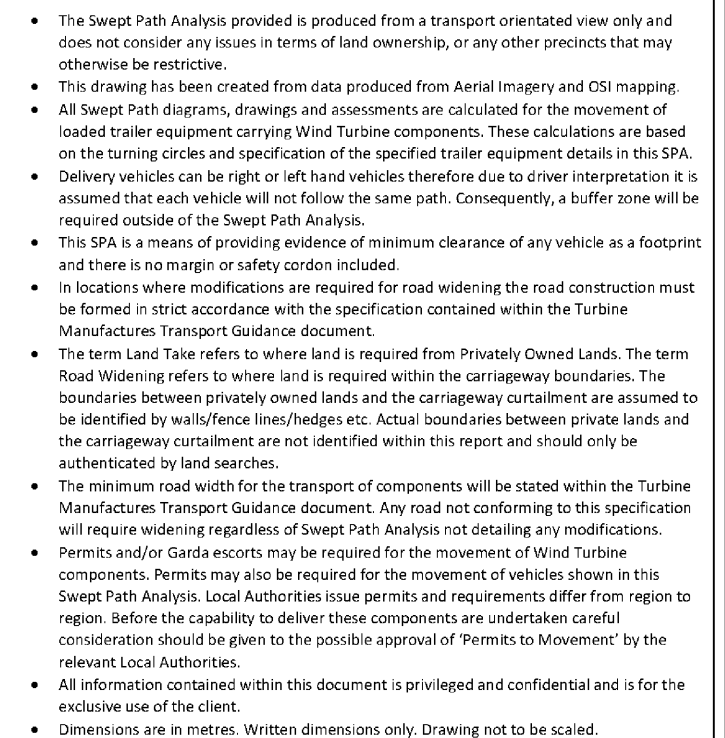 • The Swept Path Analysis provided is produced from a transport orientated view only and
does not consider any issues in terms of land ownership, or any other precincts that may
otherwise be restrictive.
• This drawing has been created from data produced from Aerial Imagery and OSI mapping.
• All Swept Path diagrams, drawings and assessments are calculated for the movement of
loaded trailer equipment carrying Wind Turbine components. These calculations are based
on the turning circles and specification of the specified trailer equipment details in this SPA.
• Delivery vehicles can be right or left hand vehicles therefore due to driver interpretation it is
assumed that each vehicle will not follow the same path. Consequently, a buffer zone will be
required outside of the Swept Path Analysis.
• This SPA is a means of providing evidence of minimum clearance of any vehicle as a footprint
and there is no margin or safety cordon included.
• In locations where modifications are required for road widening the road construction must
be formed in strict accordance with the specification contained within the Turbine
Manufactures Transport Guidance document.
• The term Land Take refers to where land is required from Privately Owned Lands. The term
Road Widening refers to where land is required within the carriageway boundaries. The
boundaries between privately owned lands and the carriageway curtailment are assumed to
be identified by walls/fence lines/hedges etc. Actual boundaries between private lands and
the carriageway curtailment are not identified within this report and should only be
authenticated by land searches.
• The minimum road width for the transport of components will be stated within the Turbine
Manufactures Transport Guidance document. Any road not conforming to this specification
will require widening regardless of Swept Path Analysis not detailing any modifications.
• Permits and/or Garda escorts may be required for the movement of Wind Turbine
components. Permits may also be required for the movement of vehicles shown in this
Swept Path Analysis. Local Authorities issue permits and requirements differ from region to
region. Before the capability to deliver these components are undertaken careful
consideration should be given to the possible approval of ‘Permits to Movement’ by the
relevant Local Authorities.
• All information contained within this document is privileged and confidential and is for the
exclusive use of the client.
• Dimensions are in metres. Written dimensions only. Drawing not to be scaled.